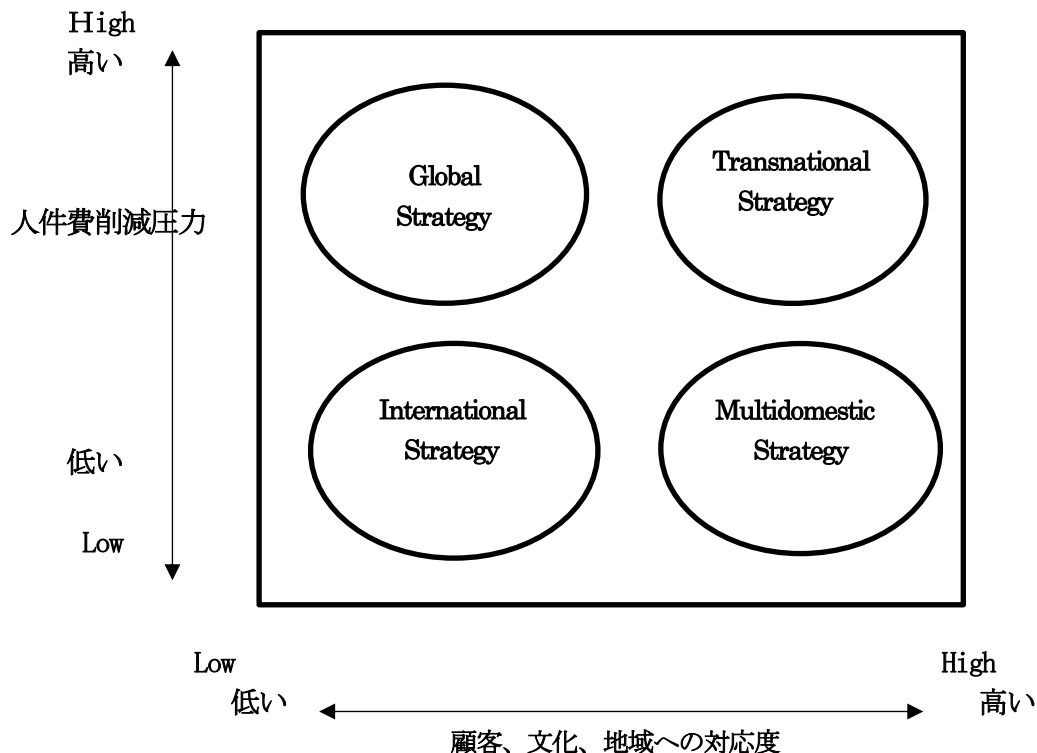 High
高い
Global
Strategy
Transnational
Strategy
人件費削減圧力
International
Strategy
Multidomestic
Strategy
低い
Low
Low
低い
High
高い
顧客、文化、地域への対応度